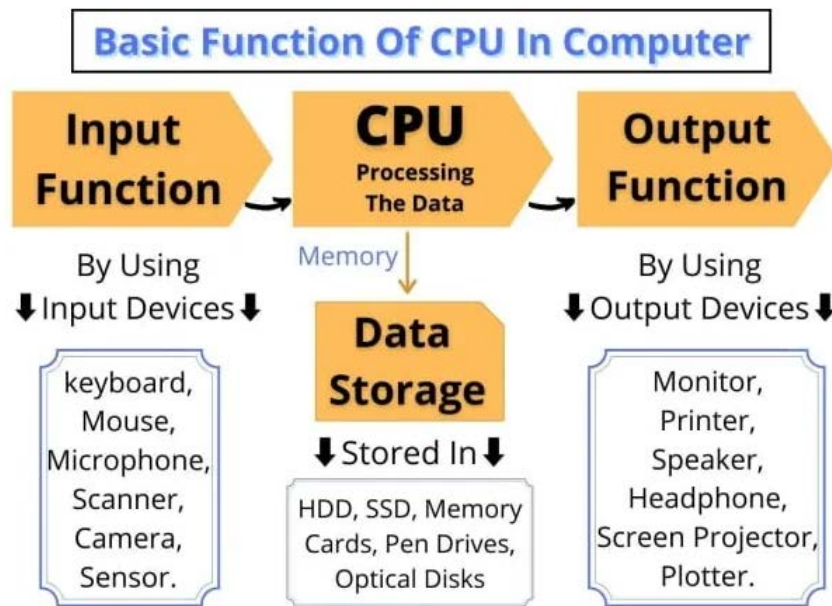 Basic Function Of CPU In Computer
Input
Function
CPU
Processing
The Data
Output
Function
By Using
Input Devices
keyboard,
Mouse,
Microphone,
Scanner,
Camera,
Sensor.
Memory
Data
Storage
Stored In
HDD, SSD, Memory
Cards, Pen Drives,
Optical Disks
By Using
Output Devices
Monitor,
Printer,
Speaker,
Headphone,
Screen Projector,
Plotter.